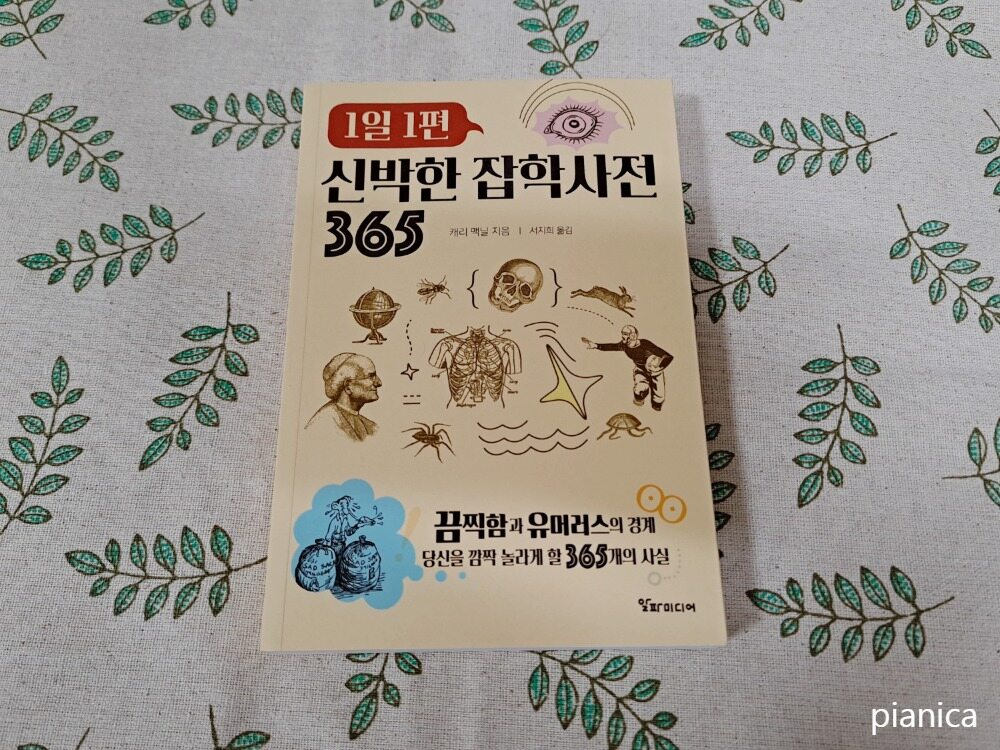 1일 1편
신박한 잡학사전
365
캐리 맥닐 지음 | 서지희 옮김
끔찍함과 유머러스의 경계
당신을 깜짝 놀라게 할 365개의 사실
알파미디어
pianica